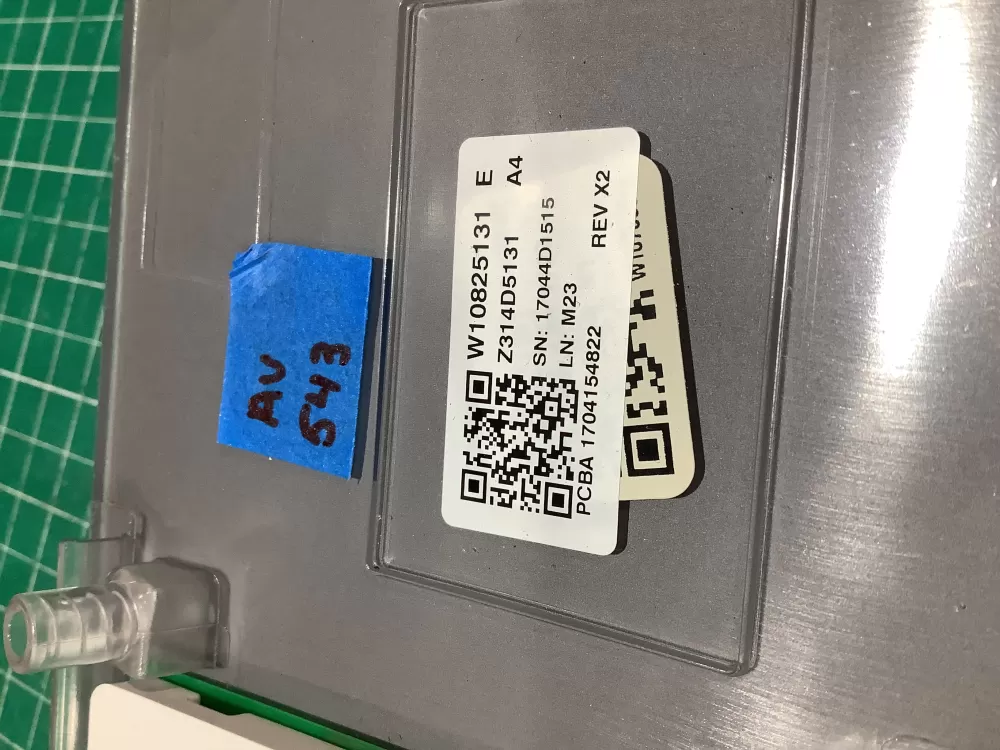 AV
543
W10825131 E
Z314D5131 A4
SN: 17044D1515
LN: M23
PCBA 1704154822 REV X2